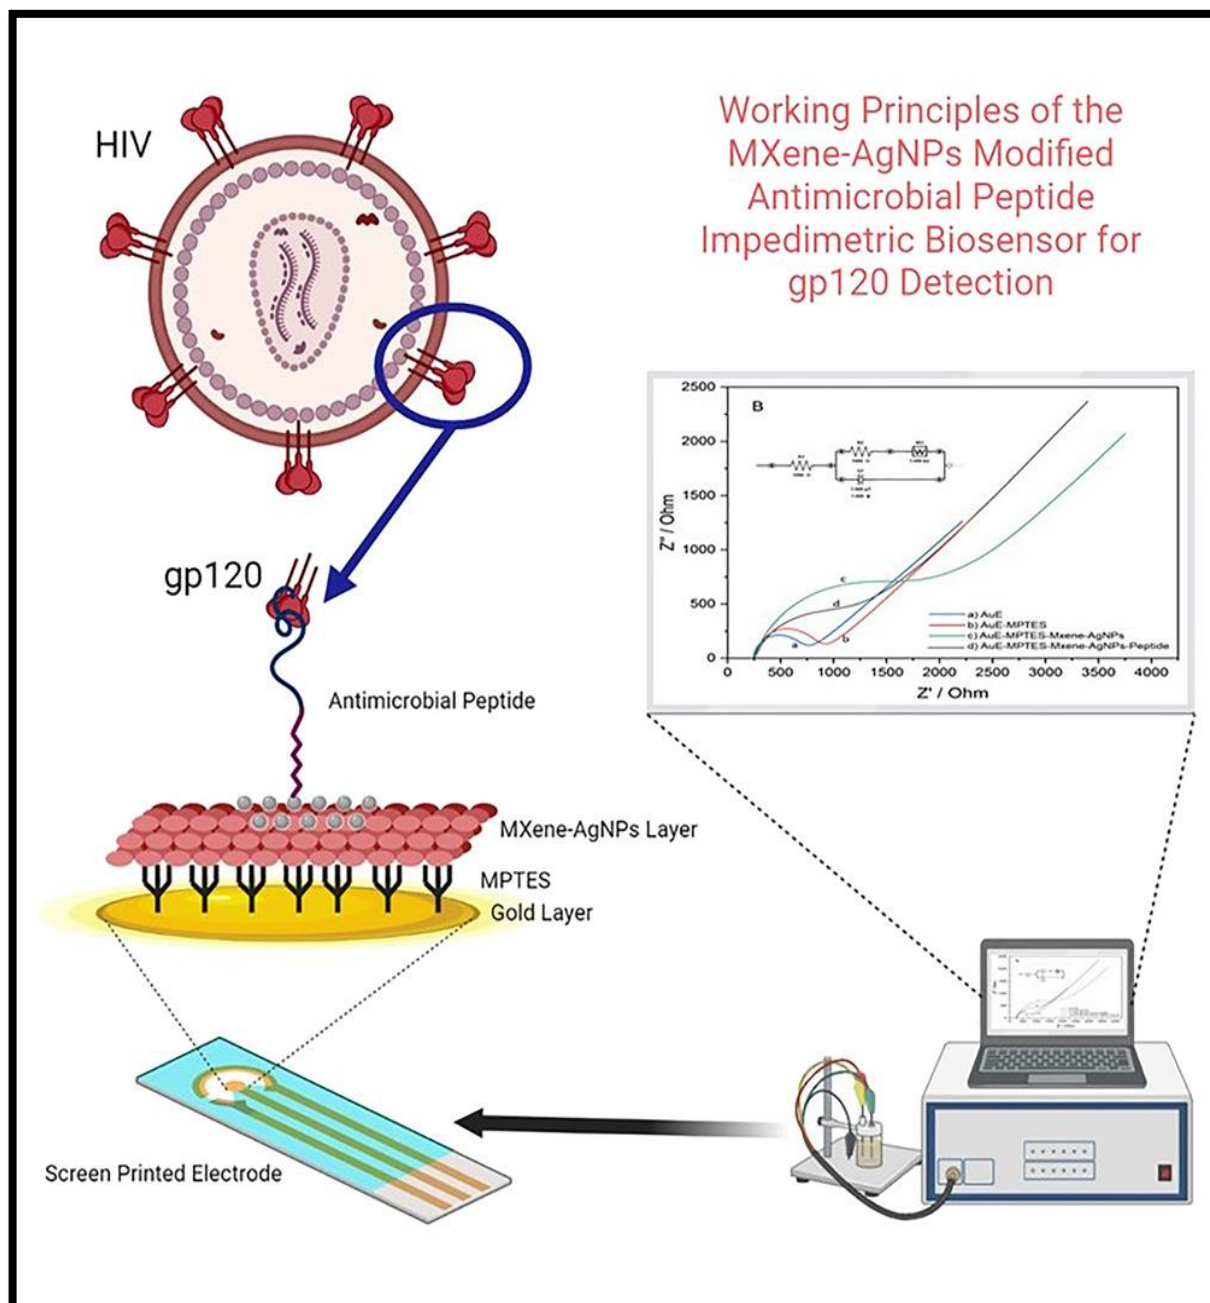 HIV
Working Principles of the
MXene-AgNPs Modified
Antimicrobial Peptide
Impedimetric Biosensor for
gp120 Detection
gp120
Antimicrobial Peptide
MXene-AgNPs Layer
MPTES
Gold Layer
Screen Printed Electrode
B
2500
2000
1500
1000
500
0
Z'' / Ohm
c
d
a
b
a) AuE
b) AuE-MPTES
c) AuE-MPTES-Mxene-AgNPs
d) AuE-MPTES-Mxene-AgNPs-Peptide
500 1000 1500 2000 2500 3000 3500 4000
Z' / Ohm